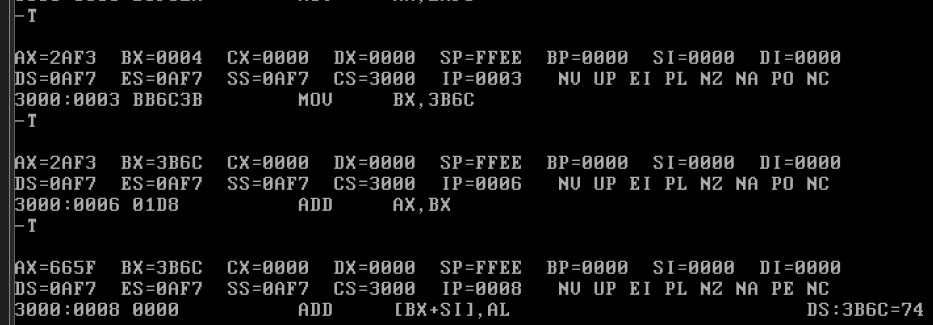 -T
AX=2AF3  BX=0004  CX=0000  DX=0000  SP=FFEE  BP=0000  SI=0000  DI=0000
DS=0AF7  ES=0AF7  SS=0AF7  CS=3000  IP=0003   NV UP EI PL NZ NA PO NC
3000:0003 BB6C3B        MOV     BX,3B6C
-T
AX=2AF3  BX=3B6C  CX=0000  DX=0000  SP=FFEE  BP=0000  SI=0000  DI=0000
DS=0AF7  ES=0AF7  SS=0AF7  CS=3000  IP=0006   NV UP EI PL NZ NA PO NC
3000:0006 01D8          ADD     AX,BX
-T
AX=665F  BX=3B6C  CX=0000  DX=0000  SP=FFEE  BP=0000  SI=0000  DI=0000
DS=0AF7  ES=0AF7  SS=0AF7  CS=3000  IP=0008   NV UP EI PL NZ NA PE NC
3000:0008 0000          ADD     [BX+SI],AL                         DS:3B6C=74